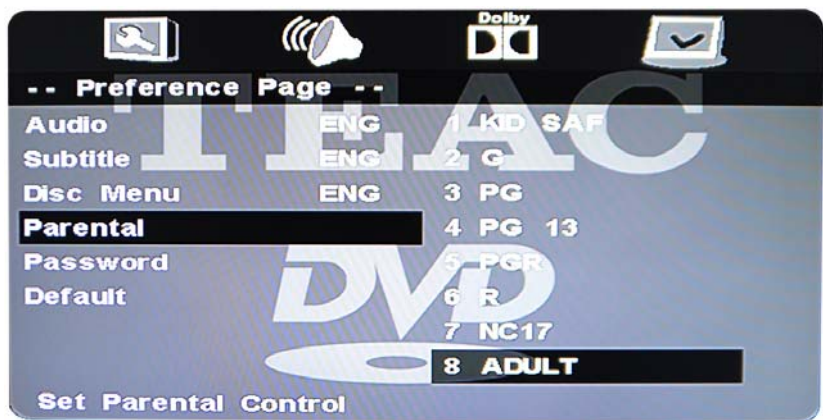 Dolby
-- Preference Page --
TEAC
Audio ENG
Subtitle ENG
Disc Menu ENG
Parental
Password
Default
1 KID SAF
2 G
3 PG
4 PG 13
5 PGR
6 R
7 NC17
8 ADULT
DVD
Set Parental Control